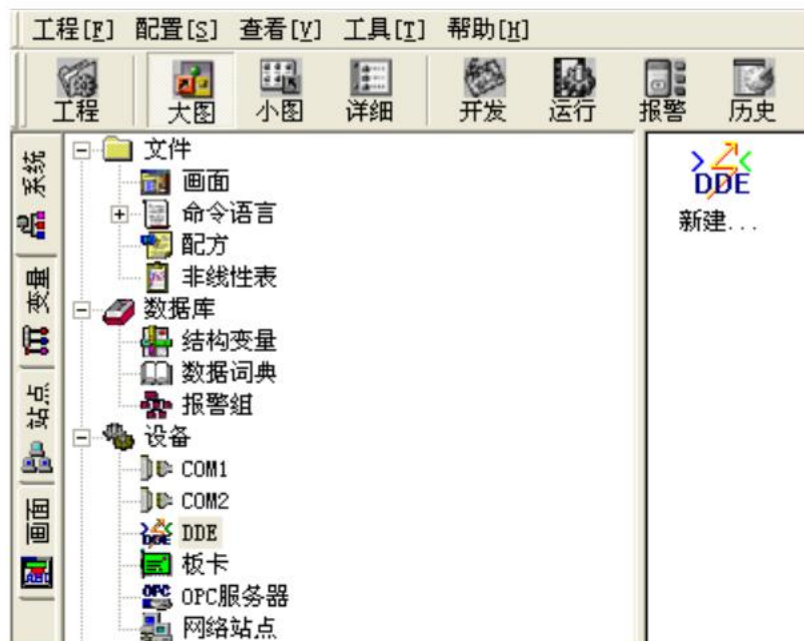 工程[F] 配置[S] 查看[V] 工具[T] 帮助[H]
工程 大图 小图 详细 开发 运行 报警 历史
系统
变量
站点
画面
文件
画面
命令语言
配方
非线性表
数据库
结构变量
数据词典
报警组
设备
COM1
COM2
DDE
DDE
板卡
OPC
OPC服务器
网络站点
DDE
新建...